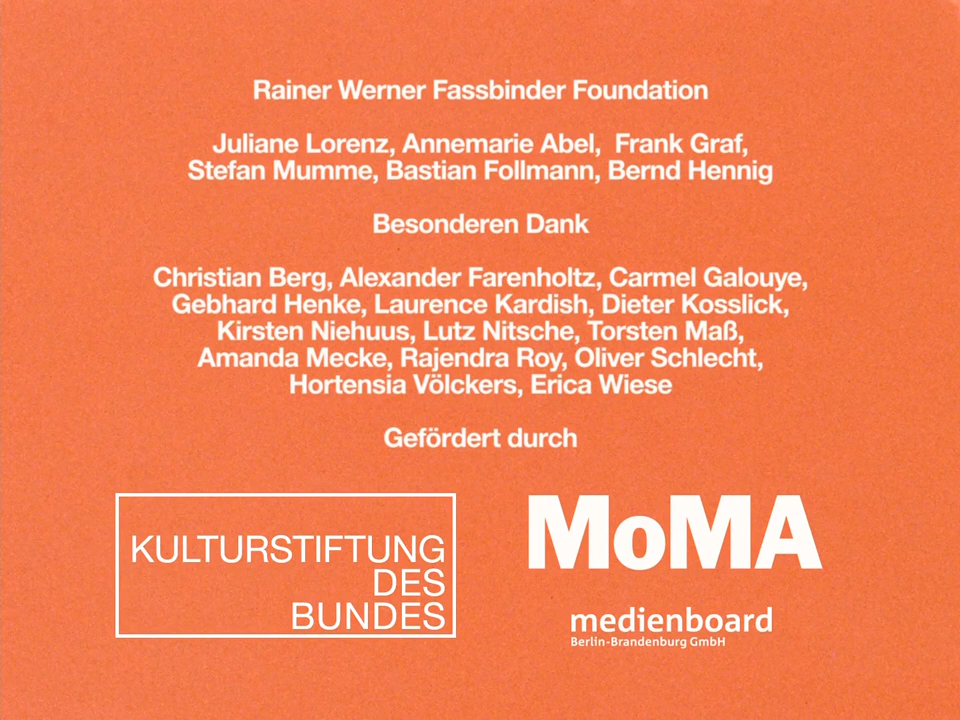 Rainer Werner Fassbinder Foundation
Juliane Lorenz, Annemarie Abel, Frank Graf,
Stefan Mumme, Bastian Follmann, Bernd Hennig
Besonderen Dank
Christian Berg, Alexander Farenholtz, Carmel Galouye,
Gebhard Henke, Laurence Kardish, Dieter Kosslick,
Kirsten Niehuus, Lutz Nitsche, Torsten Maß,
Amanda Mecke, Rajendra Roy, Oliver Schlecht,
Hortensia Völckers, Erica Wiese
Gefördert durch
KULTURSTIFTUNG
DES
BUNDES
MoMA
medienboard
Berlin-Brandenburg GmbH